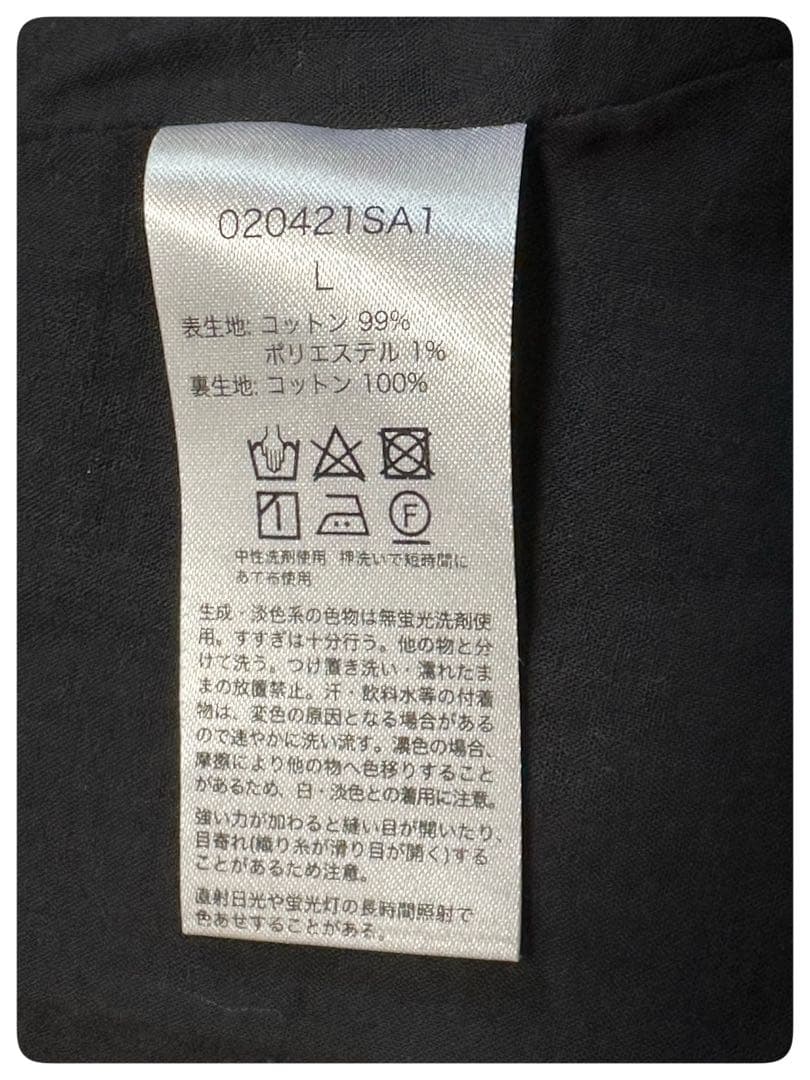 020421SA1
L
表生地: コットン 99%
ポリエステル 1%
裏生地: コットン 100%
F
中性洗剤使用 押洗いで短時間に
あて布使用
生成・淡色系の色物は無蛍光洗剤使
用。すすぎは十分行う。他の物と分
けて洗う。つけ置き洗い・濡れたま
まの放置禁止。汗・飲料水等の付着
物は、変色の原因となる場合がある
ので速やかに洗い流す。濃色の場合、
摩擦により他の物へ色移りすること
があるため、白・淡色との着用に注意。
強い力が加わると縫い目が開いたり、
目寄れ(織り糸が滑り目が開く)する
ことがあるため注意。
直射日光や蛍光灯の長時間照射で
色あせすることがある。